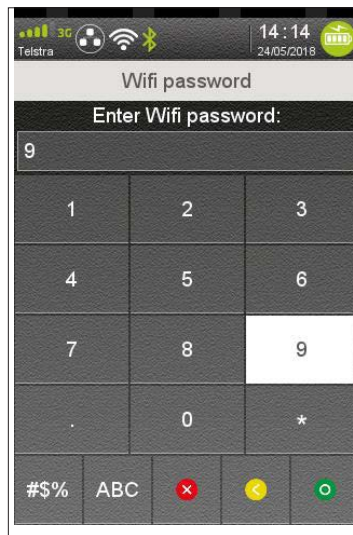 3G 14:14
Telstra 24/05/2018
Wifi password
Enter Wifi password:
9
1 2 3
4 5 6
7 8 9
. 0 *
#$% ABC